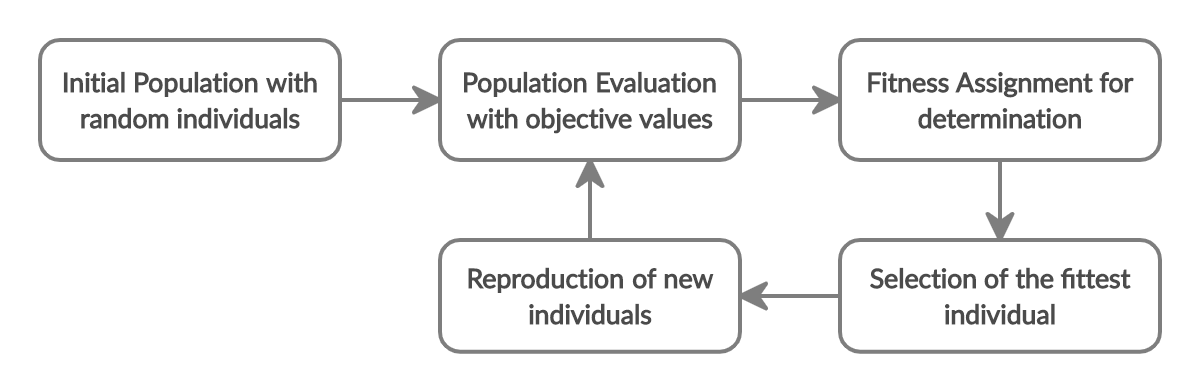 Initial Population with
random individuals
Population Evaluation
with objective values
Fitness Assignment for
determination
Reproduction of new
individuals
Selection of the fittest
individual